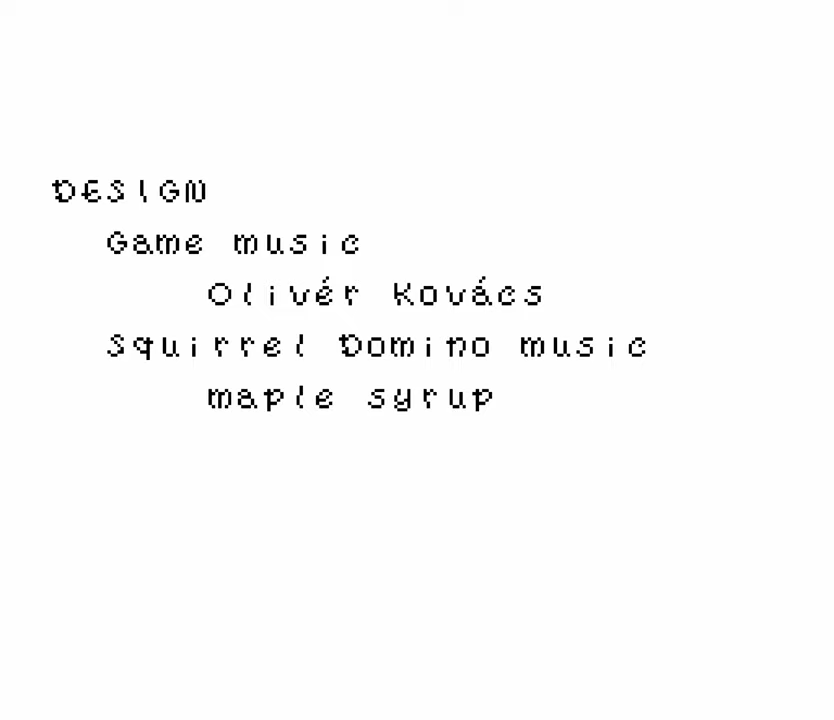 DESIGN
Game music
Olivér Kovács
Squirrel Domino music
maple syrup